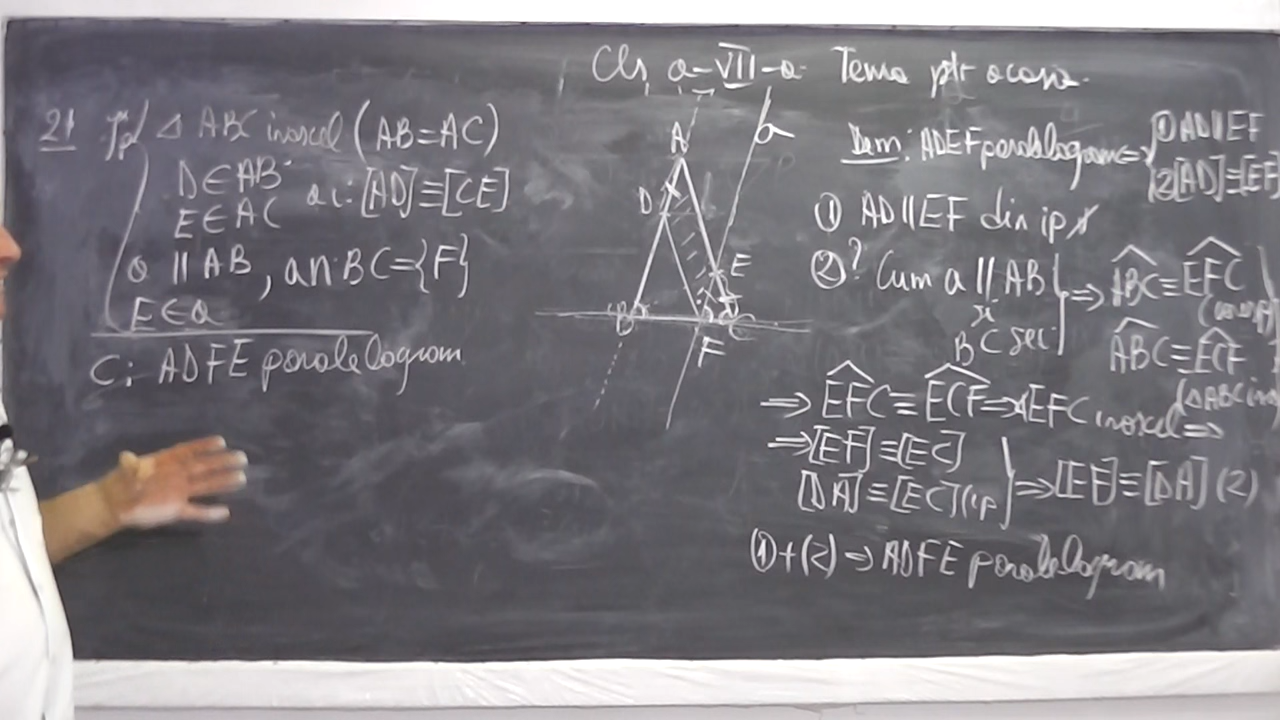 Cls a-VII-a Tema ptr acasă
21 Ip/ △ ABC isoscel (AB=AC)
D∈AB
E∈AC a.î: [AD]≡[CE]
a ∥ AB, a∩BC={F}
E∈a
C: ADFE paralelogram
A
a
D
E
B
C
F
Dem: ADEF paralelogram =>
① AD∥EF
2[AD]≡[EF]
① AD∥EF din ip
②? Cum a ∥ AB
și
BC sec
=> ABC≡EFC
(coresp)
ABC≡ECF
(△ABC iso
=> EFC≡ECF => △EFC isoscel =>
=> [EF]≡[EC]
[DA]≡[EC](ip)
=> [EF]≡[DA] (2)
①+(2) => ADFE paralelogram